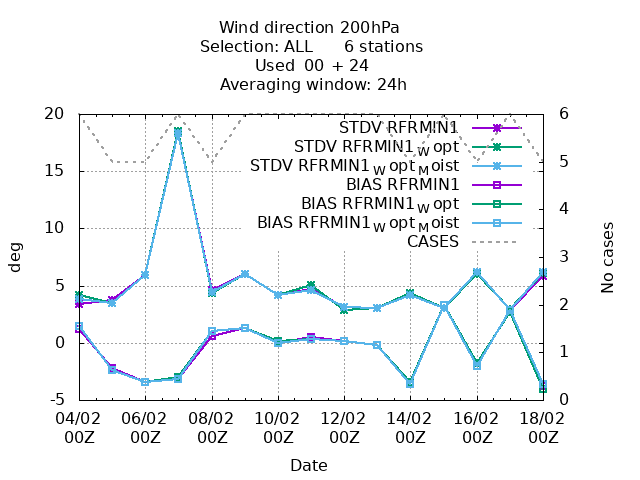 Wind direction 200hPa
Selection: ALL 6 stations
Used 00 + 24
Averaging window: 24h
20
15
10
5
0
-5
6
5
4
3
2
1
0
STDV RFRMIN1
STDV RFRMIN1_W opt
STDV RFRMIN1_W opt_M oist
BIAS RFRMIN1
BIAS RFRMIN1_W opt
BIAS RFRMIN1_W opt_M oist
CASES
deg
No cases
04/02 06/02 08/02 10/02 12/02 14/02 16/02 18/02
00Z 00Z 00Z 00Z 00Z 00Z 00Z 00Z
Date